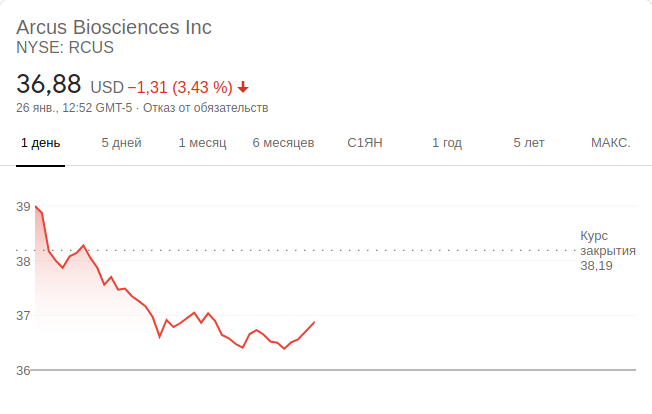 Arcus Biosciences Inc
NYSE: RCUS
36,88 USD −1,31 (3,43 %)
26 янв., 12:52 GMT-5 · Отказ от обязательств
1 день 5 дней 1 месяц 6 месяцев С1ЯН 1 год 5 лет МАКС.
39
Курс
закрытия
38,19
38
37
36